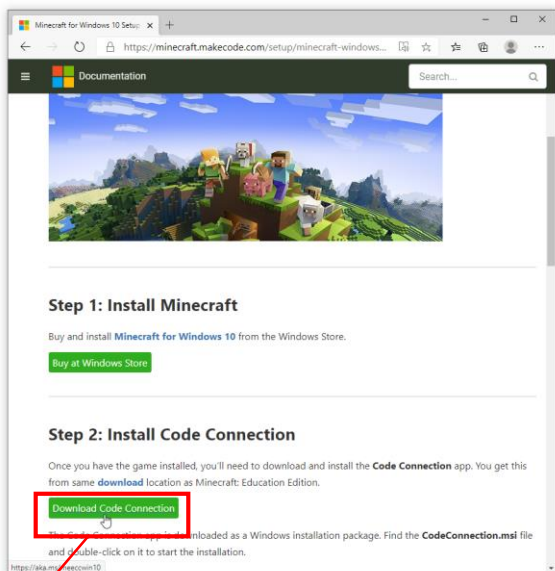 Minecraft for Windows 10 Setup
https://minecraft.makecode.com/setup/minecraft-windows...
Documentation
Search...
Step 1: Install Minecraft
Buy and install Minecraft for Windows 10 from the Windows Store.
Buy at Windows Store
Step 2: Install Code Connection
Once you have the game installed, you'll need to download and install the Code Connection app. You get this
from same download location as Minecraft: Education Edition.
Download Code Connection
The Code Connection app is downloaded as a Windows installation package. Find the CodeConnection.msi file
and double-click on it to start the installation.
https://aka.ms/meeccwin10